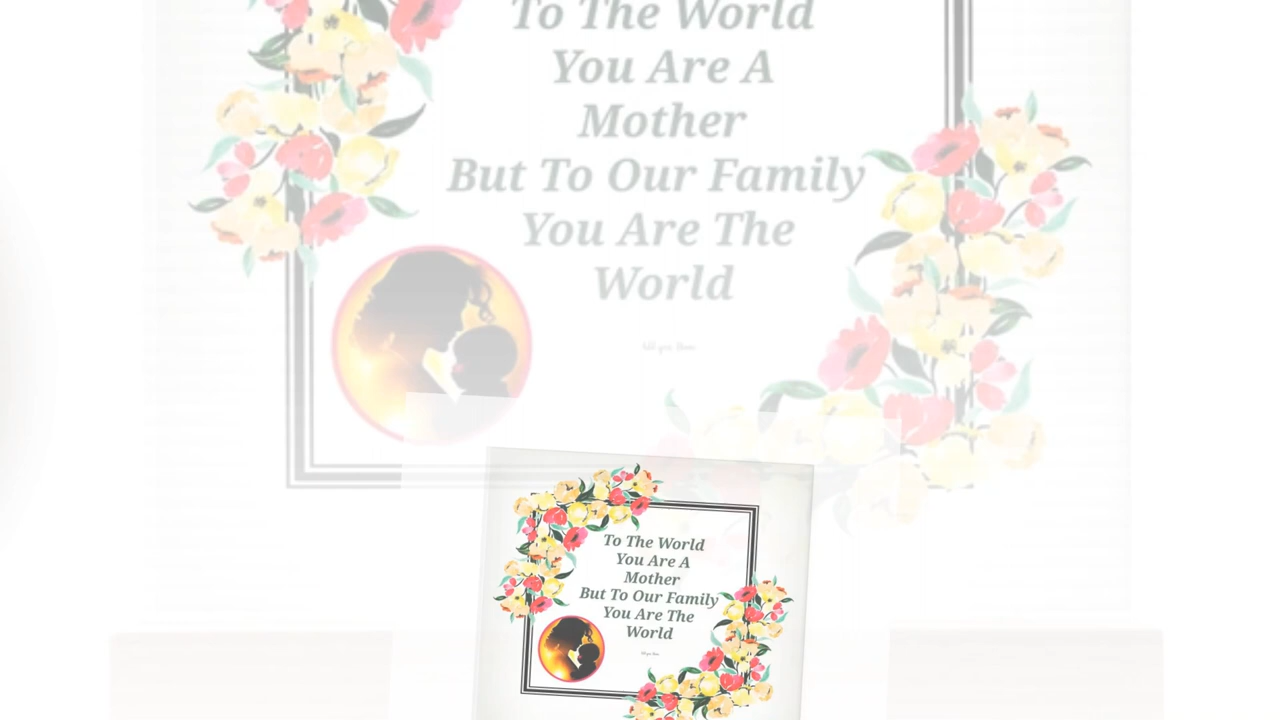 To The World
You Are A
Mother
But To Our Family
You Are The
World
To The World
You Are A
Mother
But To Our Family
You Are The
World